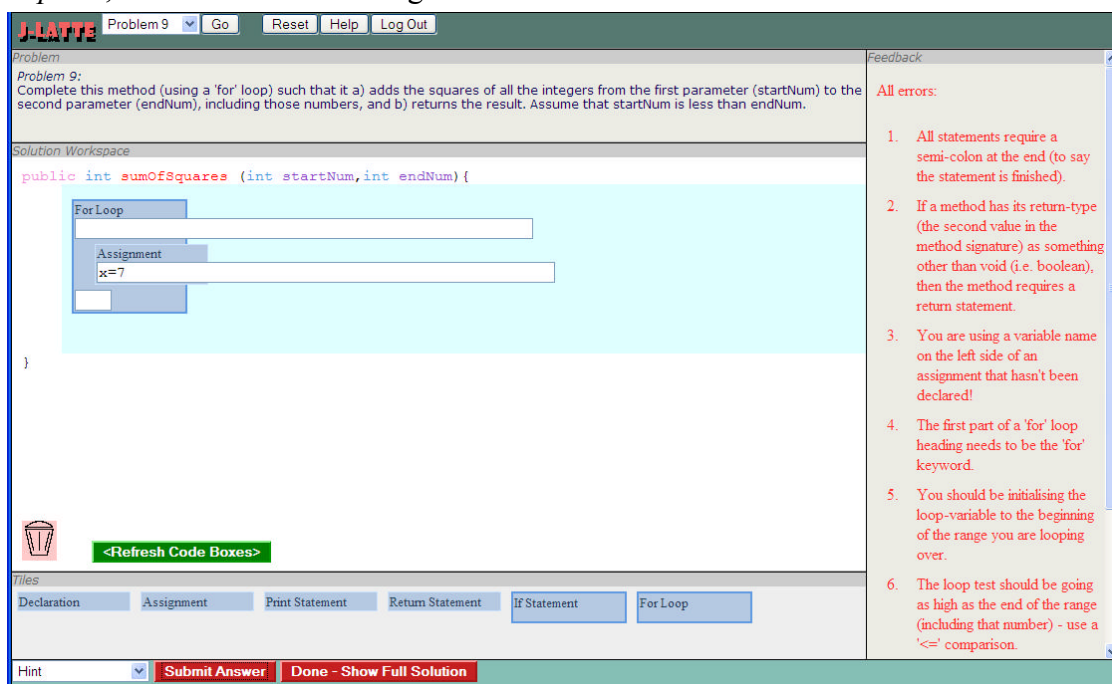 J-LATTE Problem 9 Go Reset Help Log Out
Problem
Problem 9:
Complete this method (using a 'for' loop) such that it a) adds the squares of all the integers from the first parameter (startNum) to the
second parameter (endNum), including those numbers, and b) returns the result. Assume that startNum is less than endNum.
Solution Workspace
public int sumOfSquares (int startNum,int endNum){
For Loop
Assignment
x=7
}
<Refresh Code Boxes>
Tiles
Declaration Assignment Print Statement Return Statement If Statement For Loop
Hint Submit Answer Done - Show Full Solution
Feedback
All errors:
1. All statements require a
semi-colon at the end (to say
the statement is finished).
2. If a method has its return-type
(the second value in the
method signature) as something
other than void (i.e. boolean),
then the method requires a
return statement.
3. You are using a variable name
on the left side of an
assignment that hasn't been
declared!
4. The first part of a 'for' loop
heading needs to be the 'for'
keyword.
5. You should be initialising the
loop-variable to the beginning
of the range you are looping
over.
6. The loop test should be going
as high as the end of the range
(including that number) - use a
'<=' comparison.